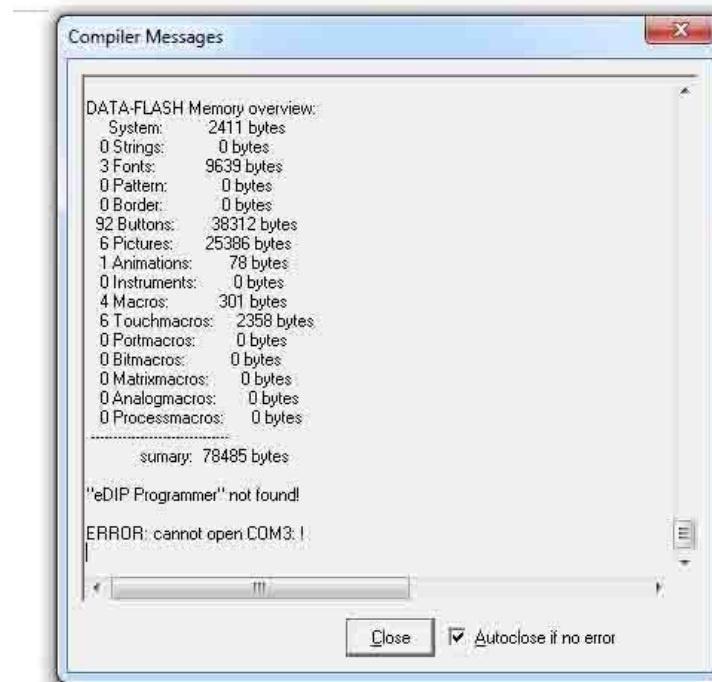 Compiler Messages
DATA-FLASH Memory overview:
System: 2411 bytes
0 Strings: 0 bytes
3 Fonts: 9639 bytes
0 Pattern: 0 bytes
0 Border: 0 bytes
92 Buttons: 38312 bytes
6 Pictures: 25386 bytes
1 Animations: 78 bytes
0 Instruments: 0 bytes
4 Macros: 301 bytes
6 Touchmacros: 2358 bytes
0 Portmacros: 0 bytes
0 Bitmacros: 0 bytes
0 Matrixmacros: 0 bytes
0 Analogmacros: 0 bytes
0 Processmacros: 0 bytes
------------------------------
sumary: 78485 bytes
"eDIP Programmer" not found!
ERROR: cannot open COM3: !
Close
Autoclose if no error